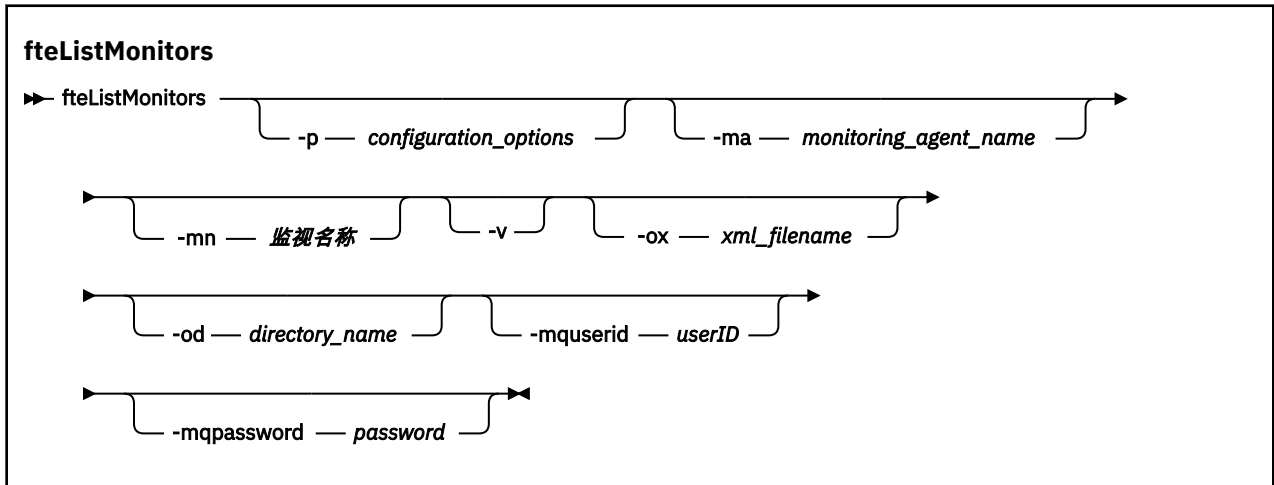 fteListMonitors
fteListMonitors -p configuration_options -ma monitoring_agent_name
-mn 监视名称 -v -ox xml_filename
-od directory_name -mquserid userID
-mqpassword password